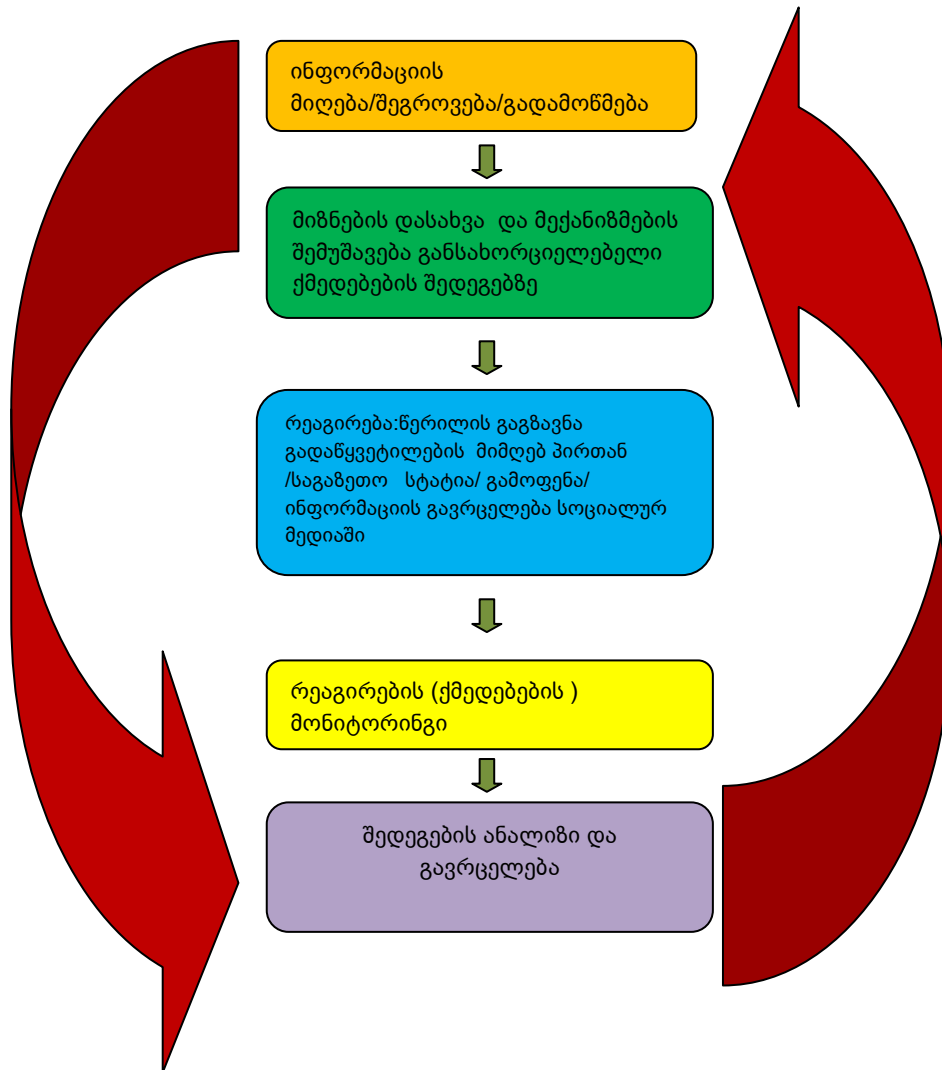 ინფორმაციის
მიღება/შეგროვება/გადამოწმება
მიზნების დასახვა და მექანიზმების
შემუშავება განსახორციელებელი
ქმედებების შედეგებზე
რეაგირება:წერილის გაგზავნა
გადაწყვეტილების მიმღებ პირთან
/საგაზეთო სტატია/ გამოფენა/
ინფორმაციის გავრცელება სოციალურ
მედიაში
რეაგირების (ქმედებების )
მონიტორინგი
შედეგების ანალიზი და
გავრცელება